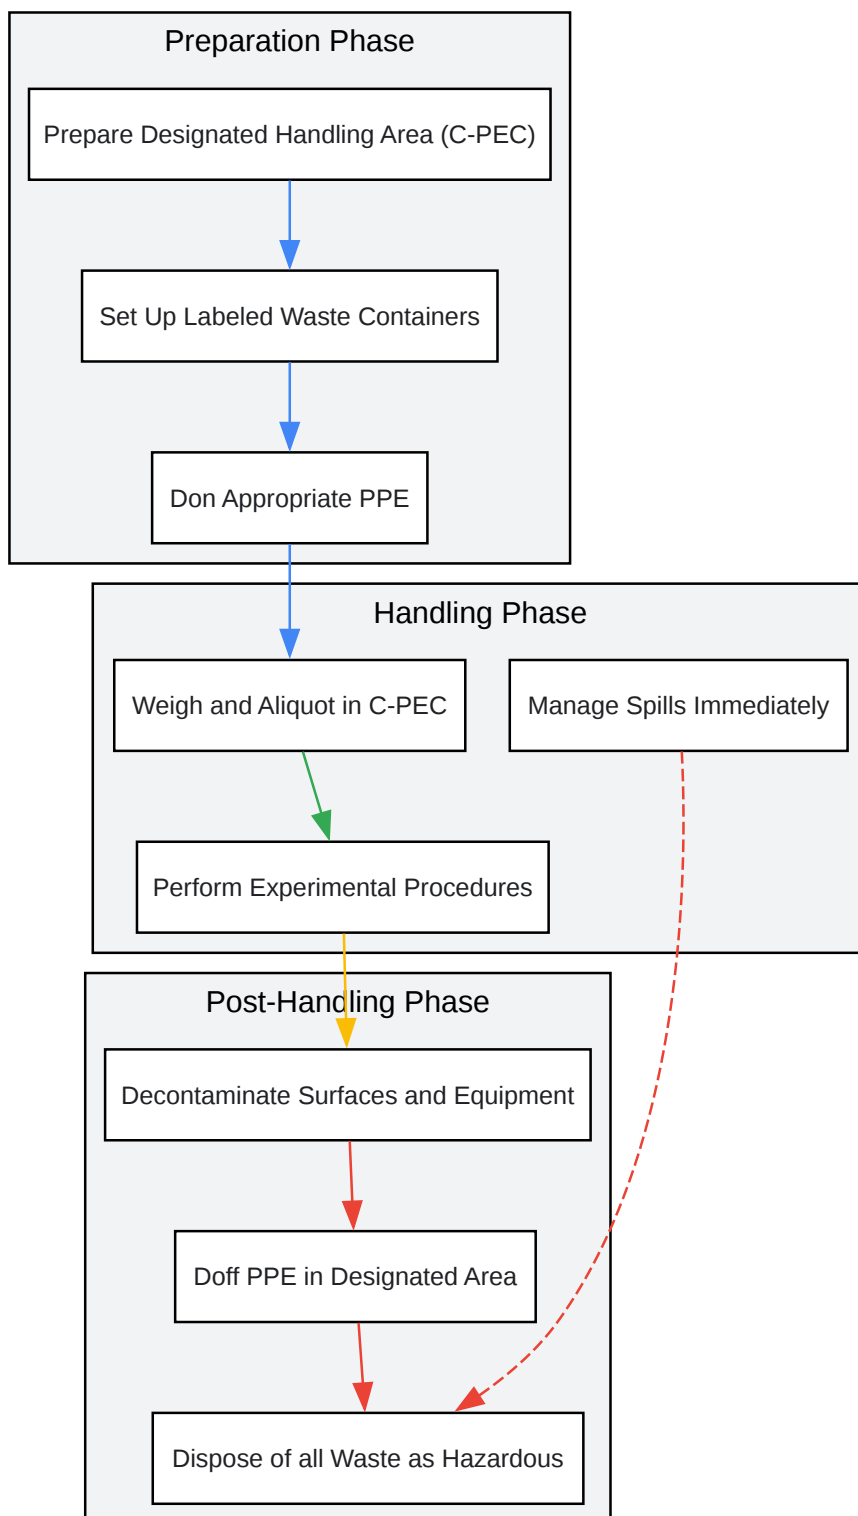 Preparation Phase
Prepare Designated Handling Area (C-PEC)
Set Up Labeled Waste Containers
Don Appropriate PPE
Handling Phase
Weigh and Aliquot in C-PEC
Manage Spills Immediately
Perform Experimental Procedures
Post-Handling Phase
Decontaminate Surfaces and Equipment
Doff PPE in Designated Area
Dispose of all Waste as Hazardous